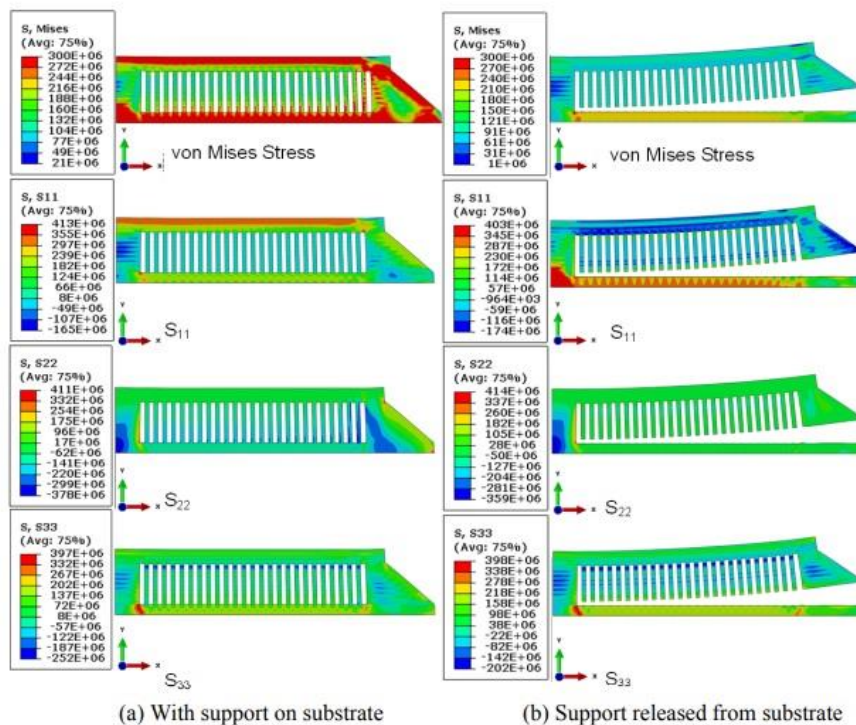 S, Mises
(Avg: 75%)
300E+06
272E+06
244E+06
216E+06
188E+06
160E+06
132E+06
104E+06
77E+06
49E+06
21E+06
Y
X
von Mises Stress
S, S11
(Avg: 75%)
413E+06
355E+06
297E+06
239E+06
182E+06
124E+06
66E+06
8E+06
-49E+06
-107E+06
-165E+06
Y
X
S11
S, S22
(Avg: 75%)
411E+06
332E+06
254E+06
175E+06
96E+06
17E+06
-62E+06
-141E+06
-220E+06
-299E+06
-378E+06
Y
X
S22
S, S33
(Avg: 75%)
397E+06
332E+06
267E+06
202E+06
137E+06
72E+06
8E+06
-57E+06
-122E+06
-187E+06
-252E+06
Y
X
S33
(a) With support on substrate
S, Mises
(Avg: 75%)
300E+06
270E+06
240E+06
210E+06
180E+06
150E+06
121E+06
91E+06
61E+06
31E+06
1E+06
Y
X
von Mises Stress
S, S11
(Avg: 75%)
403E+06
345E+06
287E+06
230E+06
172E+06
114E+06
57E+06
-964E+03
-59E+06
-116E+06
-174E+06
Y
X
S11
S, S22
(Avg: 75%)
414E+06
337E+06
260E+06
182E+06
105E+06
28E+06
-50E+06
-127E+06
-204E+06
-281E+06
-359E+06
Y
X
S22
S, S33
(Avg: 75%)
398E+06
338E+06
278E+06
218E+06
158E+06
98E+06
38E+06
-22E+06
-82E+06
-142E+06
-202E+06
Y
X
S33
(b) Support released from substrate